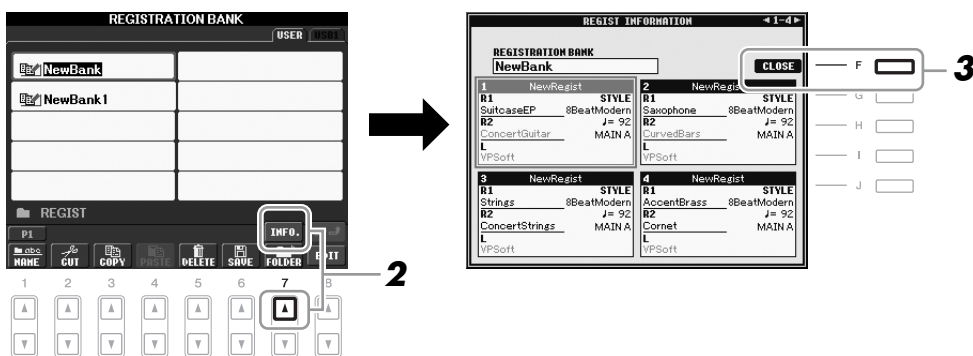 REGISTRATION BANK
USER USB1
NewBank
NewBank1
REGIST
P1
INFO.
abc
NAME CUT COPY PASTE DELETE SAVE FOLDER EDIT
1 2 3 4 5 6 7 8
2
REGIST INFORMATION 1-4
REGISTRATION BANK
NewBank
CLOSE
F
G
H
I
J
3
1 NewRegist
R1 STYLE
SuitcaseEP 8BeatModern
R2 ♩= 92
ConcertGuitar MAIN A
L
VPSoft
2 NewRegist
R1 STYLE
Saxophone 8BeatModern
R2 ♩= 92
CurvedBars MAIN A
L
VPSoft
3 NewRegist
R1 STYLE
Strings 8BeatModern
R2 ♩= 92
ConcertStrings MAIN A
L
VPSoft
4 NewRegist
R1 STYLE
AccentBrass 8BeatModern
R2 ♩= 92
Cornet MAIN A
L
VPSoft